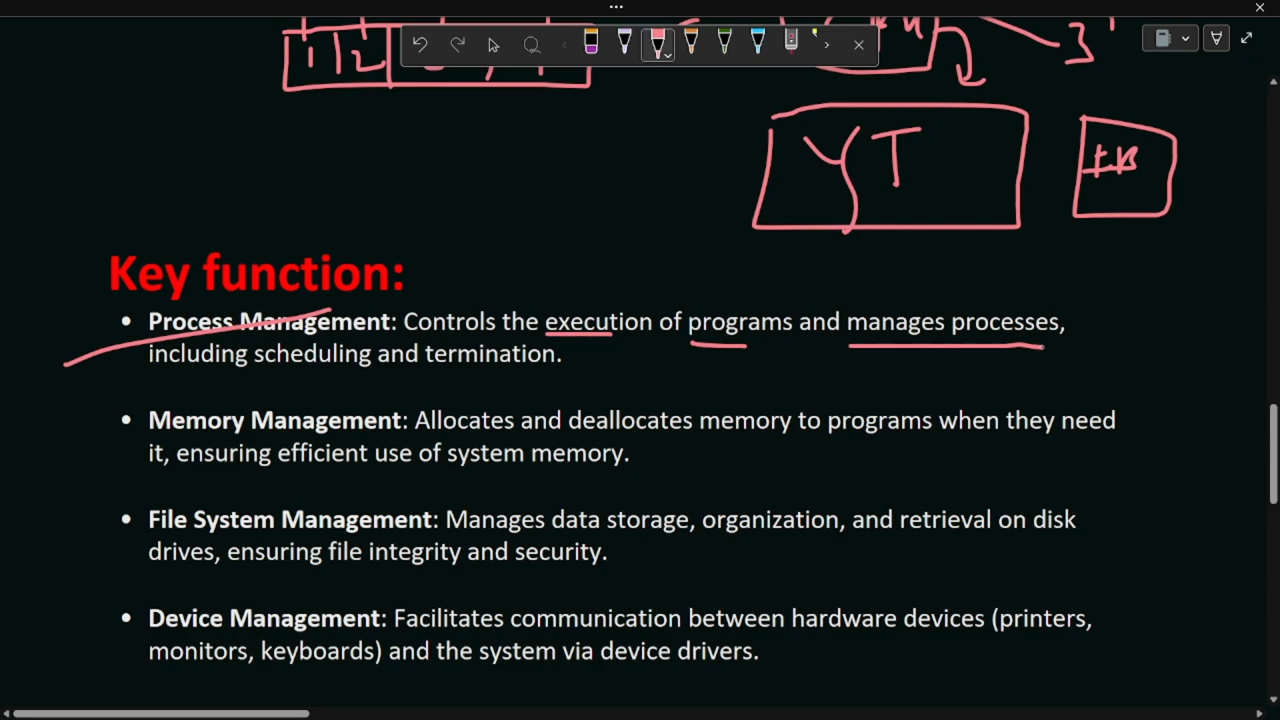 1 2
3
YT
Key function:
• Process Management: Controls the execution of programs and manages processes,
including scheduling and termination.
• Memory Management: Allocates and deallocates memory to programs when they need
it, ensuring efficient use of system memory.
• File System Management: Manages data storage, organization, and retrieval on disk
drives, ensuring file integrity and security.
• Device Management: Facilitates communication between hardware devices (printers,
monitors, keyboards) and the system via device drivers.